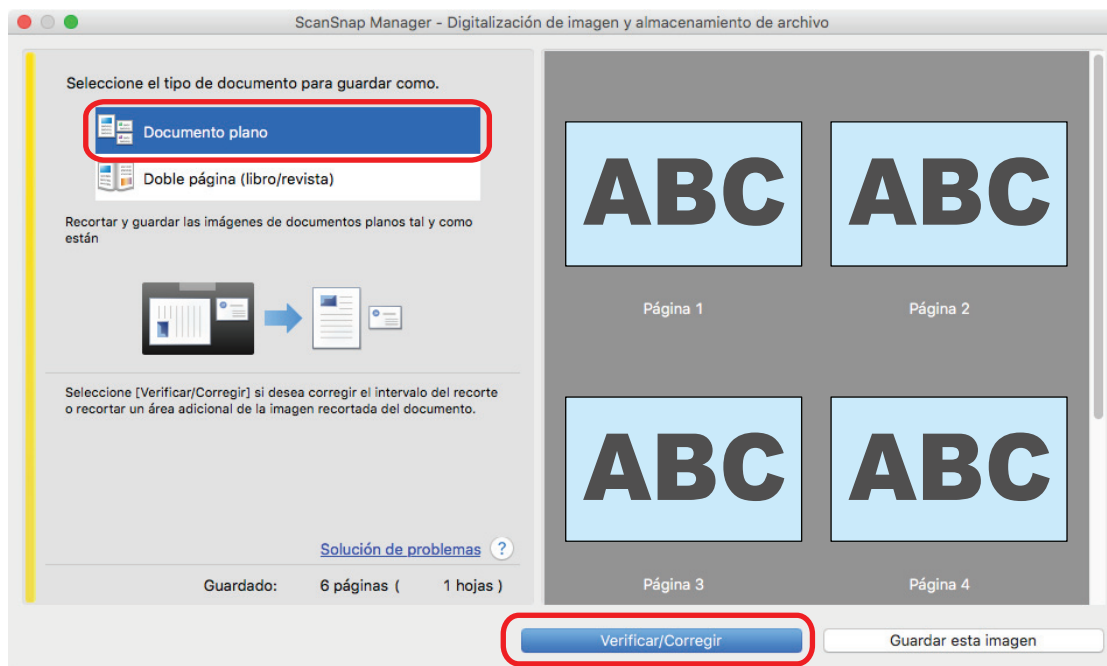 ScanSnap Manager - Digitalización de imagen y almacenamiento de archivo
Seleccione el tipo de documento para guardar como.
Documento plano
Doble página (libro/revista)
Recortar y guardar las imágenes de documentos planos tal y como
están
Seleccione [Verificar/Corregir] si desea corregir el intervalo del recorte
o recortar un área adicional de la imagen recortada del documento.
Solución de problemas ?
Guardado: 6 páginas ( 1 hojas )
ABC ABC
Página 1 Página 2
ABC ABC
Página 3 Página 4
Verificar/Corregir Guardar esta imagen